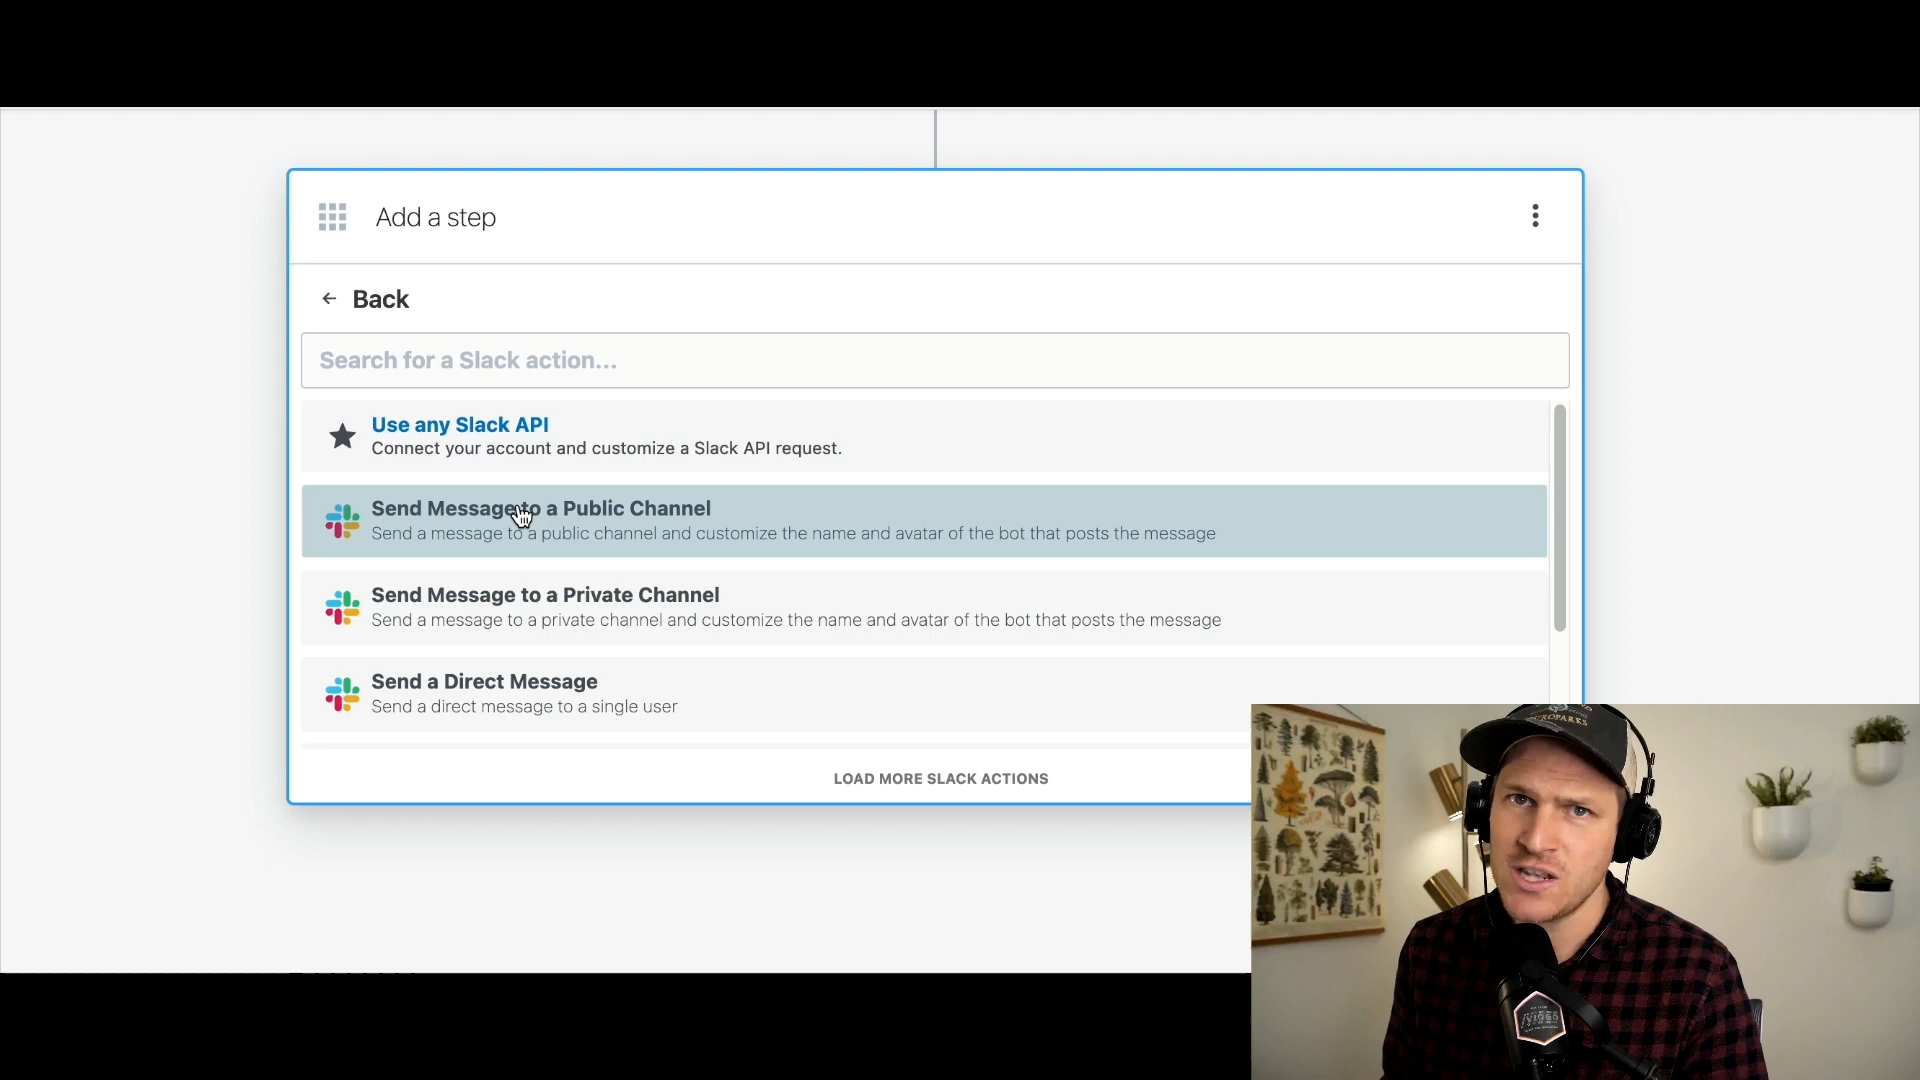 Add a step
Back
Search for a Slack action...
Use any Slack API
Connect your account and customize a Slack API request.
Send Message to a Public Channel
Send a message to a public channel and customize the name and avatar of the bot that posts the message
Send Message to a Private Channel
Send a message to a private channel and customize the name and avatar of the bot that posts the message
Send a Direct Message
Send a direct message to a single user
LOAD MORE SLACK ACTIONS